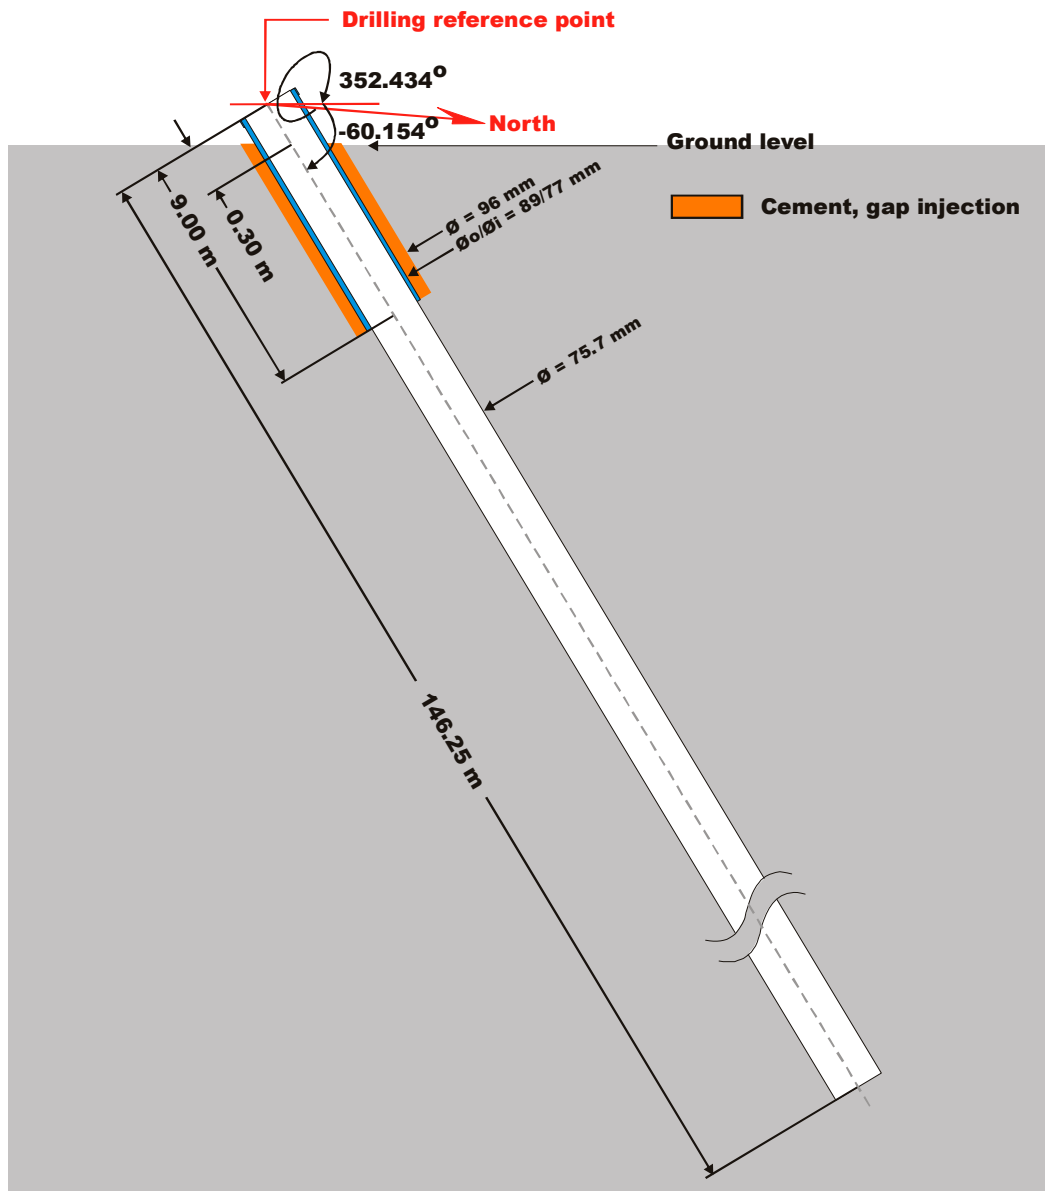 Drilling reference point
352.434°
-60.154°
North
Ground level
Cement, gap injection
9.00 m
0.30 m
Ø = 96 mm
Øo/Øi = 89/77 mm
Ø = 75.7 mm
146.25 m